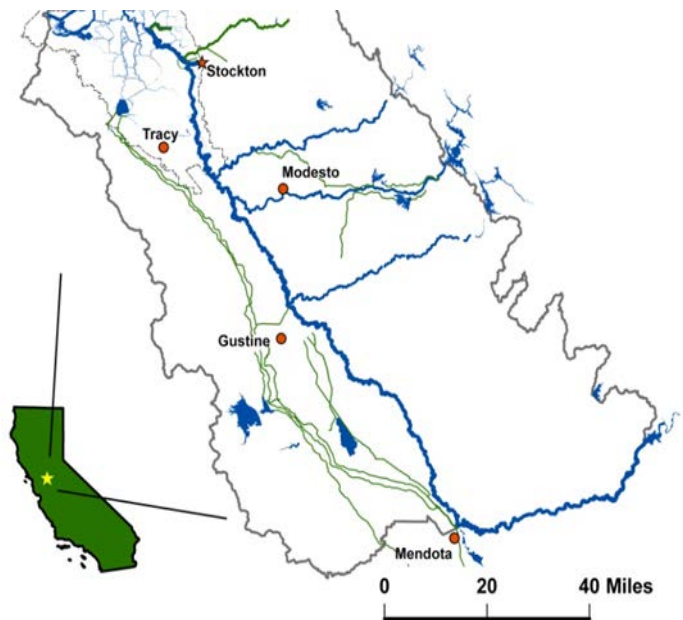 Stockton
Tracy
Modesto
Gustine
Mendota
0 20 40 Miles